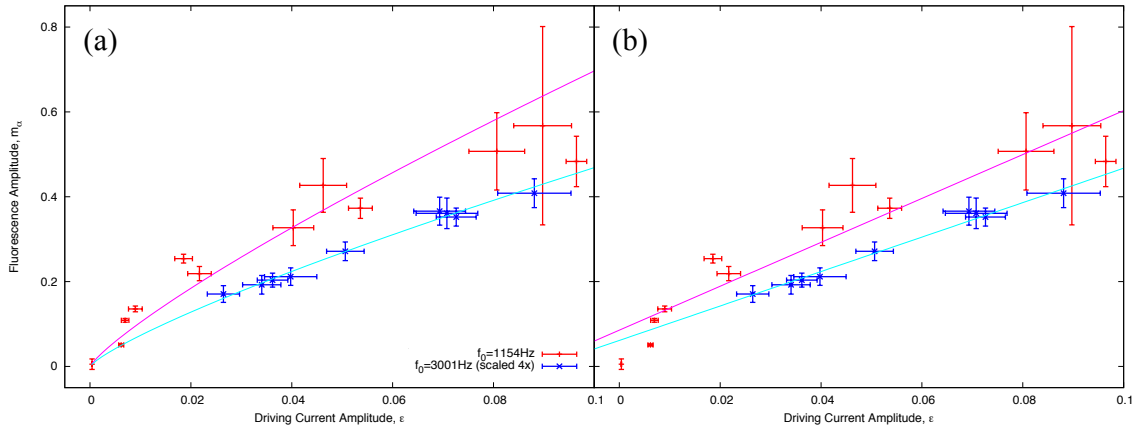 (a)
(b)
Fluorescence Amplitude, mα
0.8
0.6
0.4
0.2
0
f0=1154Hz
f0=3001Hz (scaled 4x)
0 0.02 0.04 0.06 0.08 0.1
0 0.02 0.04 0.06 0.08 0.1
Driving Current Amplitude, ε
Driving Current Amplitude, ε